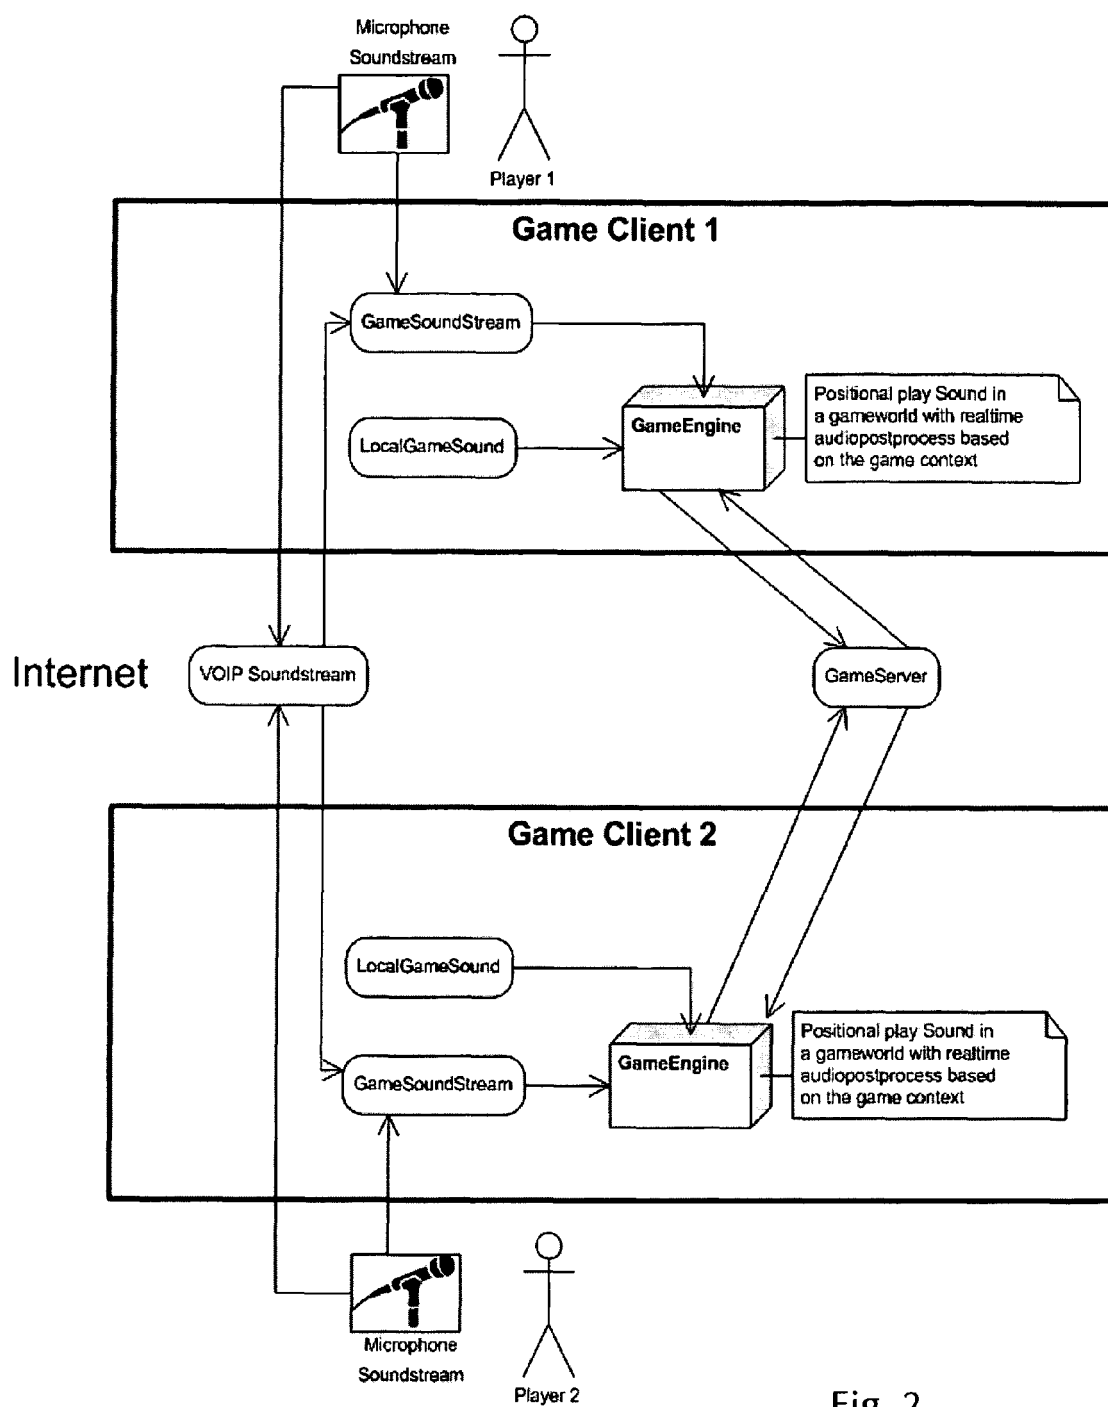 Microphone
Soundstream
Player 1
Game Client 1
GameSoundStream
Positional play Sound in
a gameworld with realtime
audiopostprocess based
on the game context
GameEngine
LocalGameSound
Internet
VOIP Soundstream
GameServer
Game Client 2
LocalGameSound
Positional play Sound in
a gameworld with realtime
audiopostprocess based
on the game context
GameEngine
GameSoundStream
Microphone
Soundstream
Player 2
Fig. 2